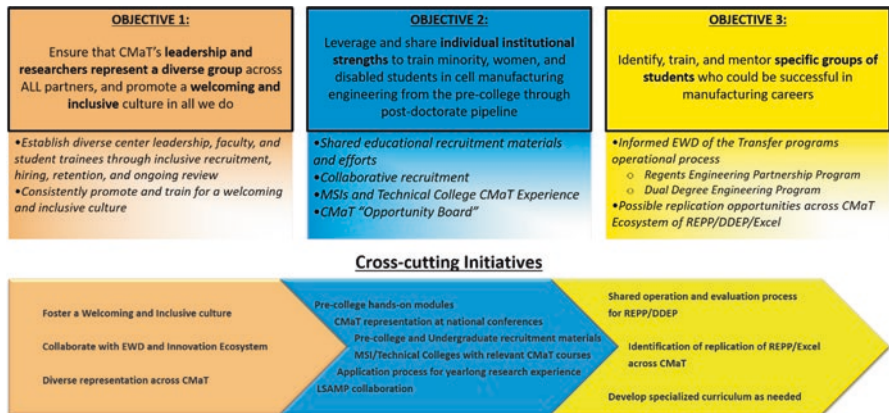 OBJECTIVE 1:
Ensure that CMaT's leadership and
researchers represent a diverse group across
ALL partners, and promote a welcoming
and inclusive culture in all we do
•Establish diverse center leadership, faculty, and
student trainees through inclusive recruitment,
hiring, retention, and ongoing review
•Consistently promote and train for a welcoming
and inclusive culture
OBJECTIVE 2:
Leverage and share individual institutional
strengths to train minority, women, and
disabled students in cell manufacturing
engineering from the pre-college through
post-doctorate pipeline
•Shared educational recruitment materials
and efforts
•Collaborative recruitment
•MSIs and Technical College CMaT Experience
•CMaT "Opportunity Board"
OBJECTIVE 3:
Identify, train, and mentor specific groups of
students who could be successful in
manufacturing careers
•Informed EWD of the Transfer programs
operational process
o Regents Engineering Partnership Program
o Dual Degree Engineering Program
•Possible replication opportunities across CMaT
Ecosystem of REPP/DDEP/Excel
Cross-cutting Initiatives
Foster a Welcoming and Inclusive culture
Collaborate with EWD and Innovation Ecosystem
Diverse representation across CMaT
Pre-college hands-on modules
CMaT representation at national conferences
Pre-college and Undergraduate recruitment materials
MSI/Technical Colleges with relevant CMaT courses
Application process for yearlong research experience
LSAMP collaboration
Shared operation and evaluation process
for REPP/DDEP
Identification of replication of REPP/Excel
across CMaT
Develop specialized curriculum as needed